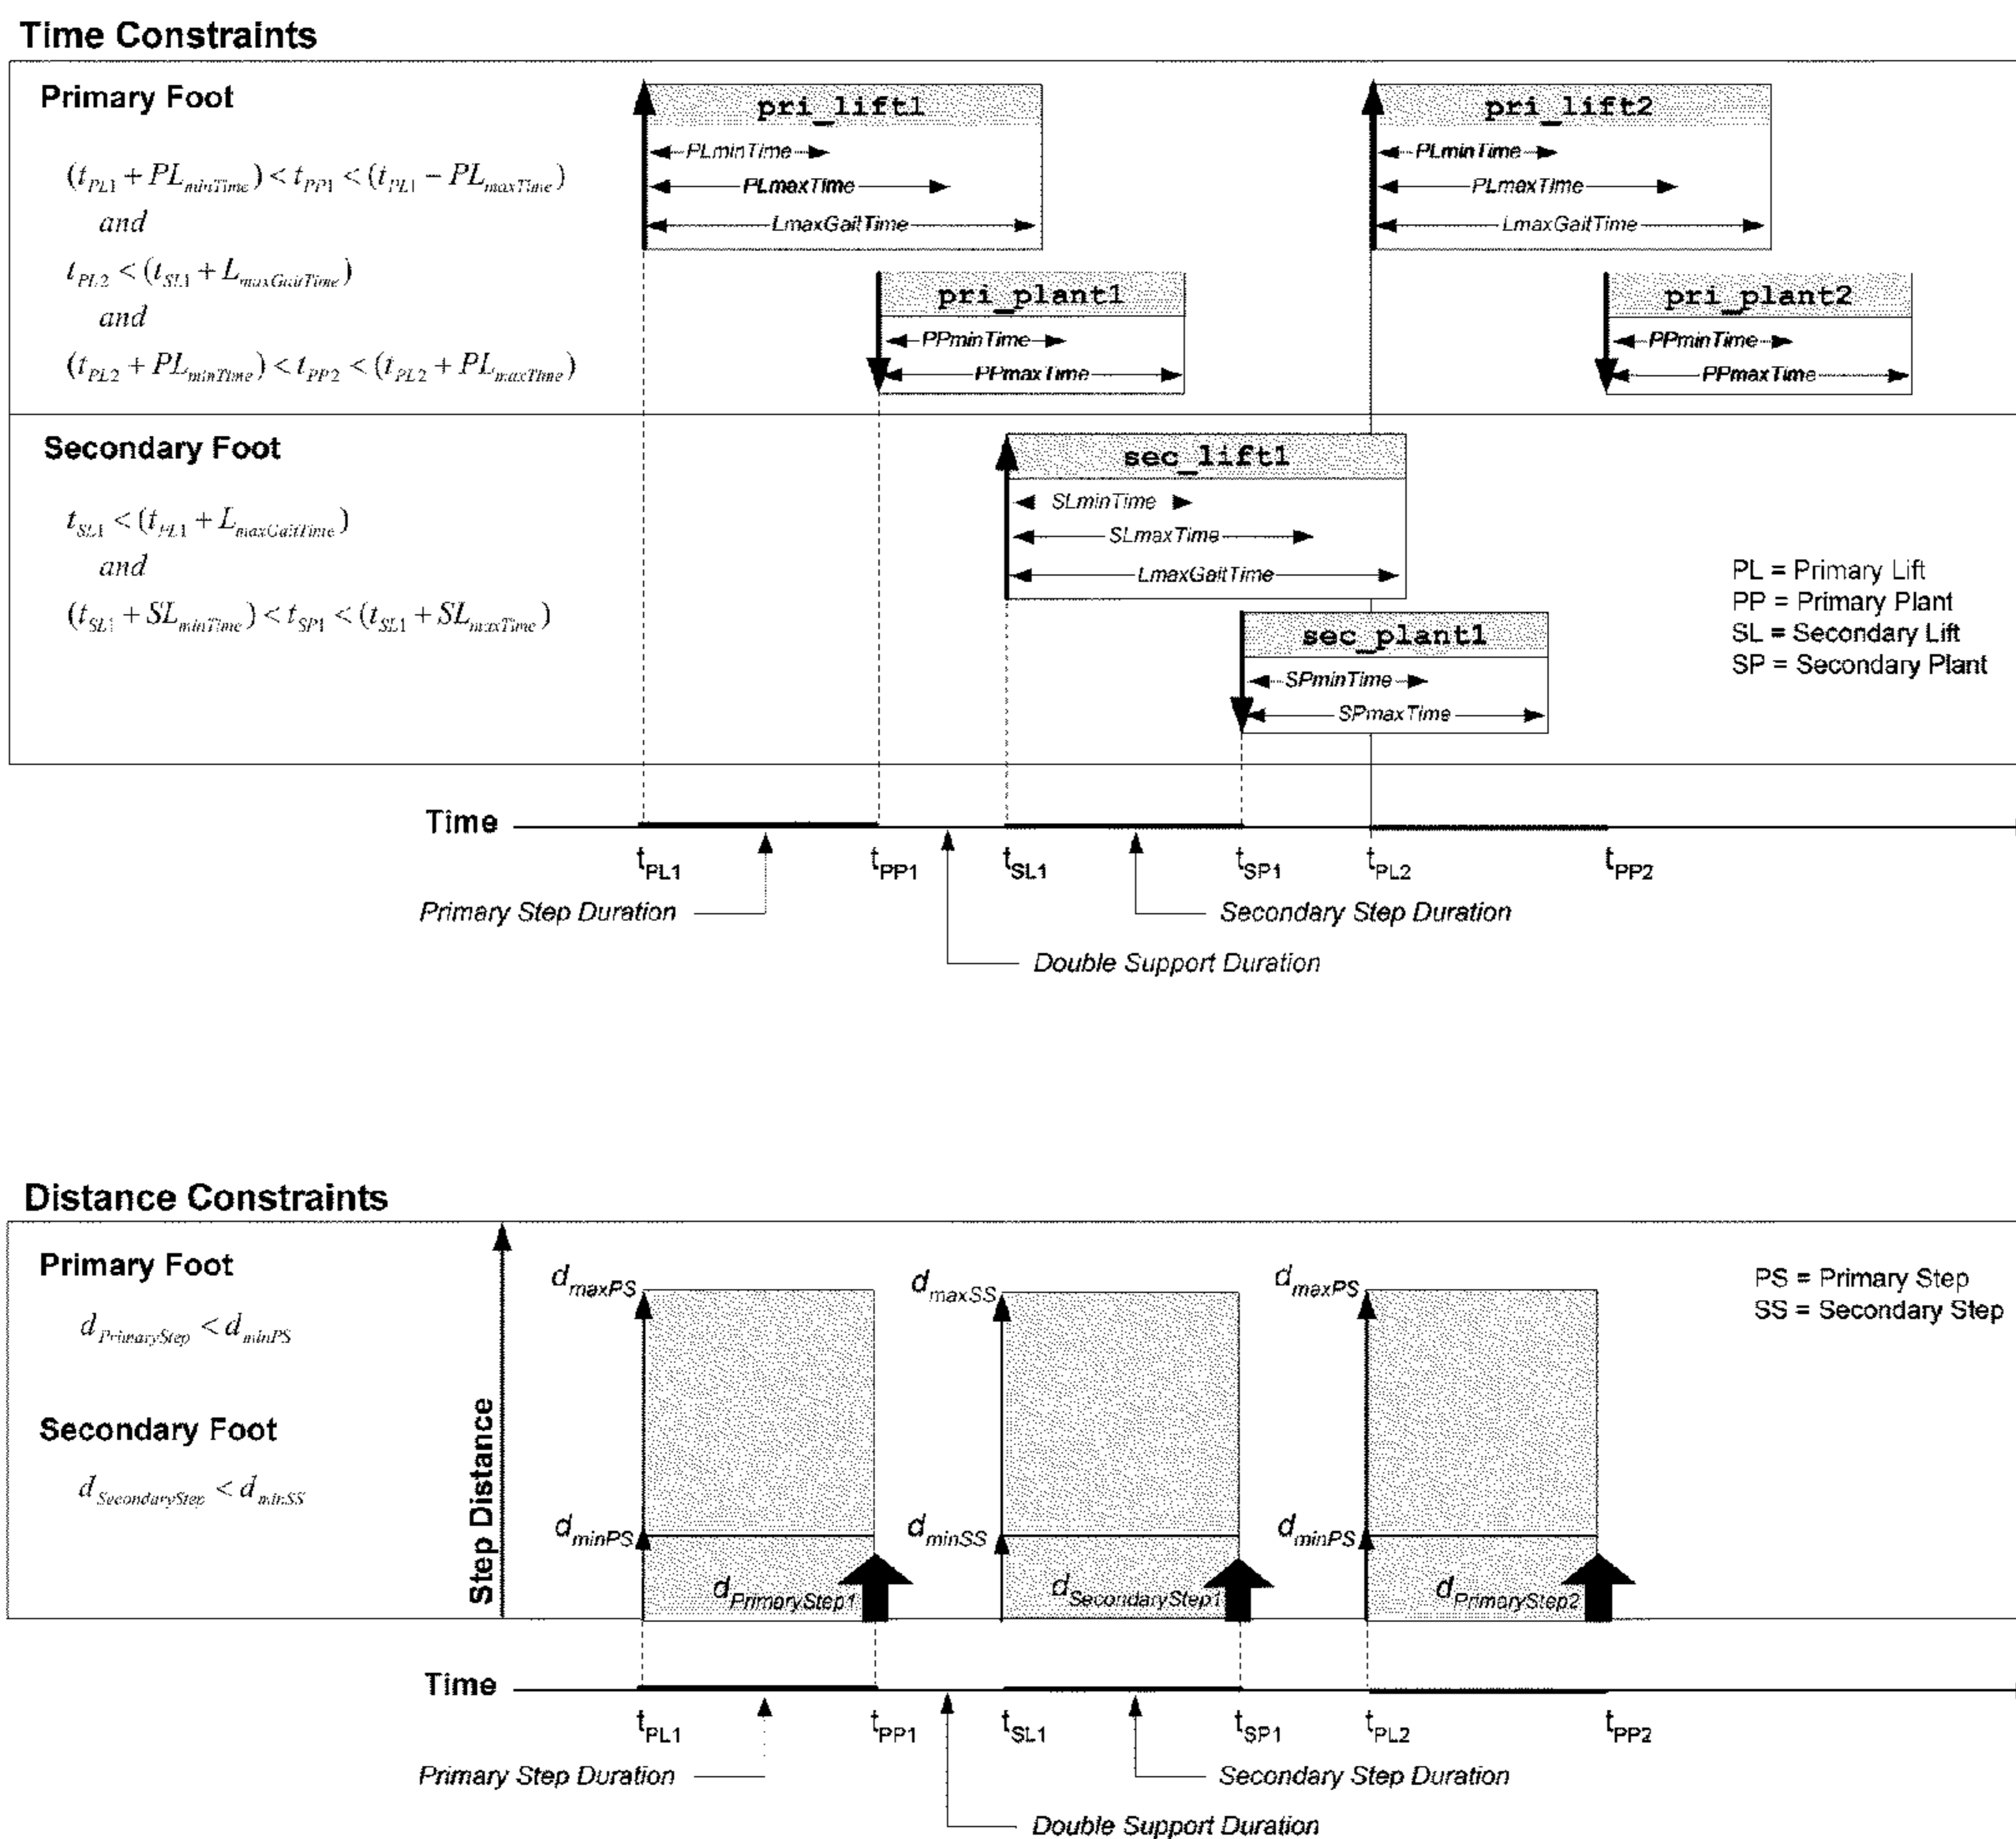 Time Constraints
Primary Foot
(t_PL1 + PL_minTime) < t_PP1 < (t_PL1 − PL_maxTime)
and
t_PL2 < (t_SL1 + L_maxGaitTime)
and
(t_PL2 + PL_minTime) < t_PP2 < (t_PL2 + PL_maxTime)
pri_lift1
PLminTime
PLmaxTime
LmaxGaitTime
pri_plant1
PPminTime
PPmaxTime
pri_lift2
PLminTime
PLmaxTime
LmaxGaitTime
pri_plant2
PPminTime
PPmaxTime
Secondary Foot
t_SL1 < (t_PL1 + L_maxGaitTime)
and
(t_SL1 + SL_minTime) < t_SP1 < (t_SL1 + SL_maxTime)
sec_lift1
SLminTime
SLmaxTime
LmaxGaitTime
sec_plant1
SPminTime
SPmaxTime
PL = Primary Lift
PP = Primary Plant
SL = Secondary Lift
SP = Secondary Plant
Time
t_PL1 t_PP1 t_SL1 t_SP1 t_PL2 t_PP2
Primary Step Duration
Secondary Step Duration
Double Support Duration
Distance Constraints
Primary Foot
d_PrimaryStep < d_minPS
Secondary Foot
d_SecondaryStep < d_minSS
Step Distance
d_maxPS
d_minPS
d_PrimaryStep1
d_maxSS
d_minSS
d_SecondaryStep1
d_maxPS
d_minPS
d_PrimaryStep2
PS = Primary Step
SS = Secondary Step
Time
t_PL1 t_PP1 t_SL1 t_SP1 t_PL2 t_PP2
Primary Step Duration
Secondary Step Duration
Double Support Duration